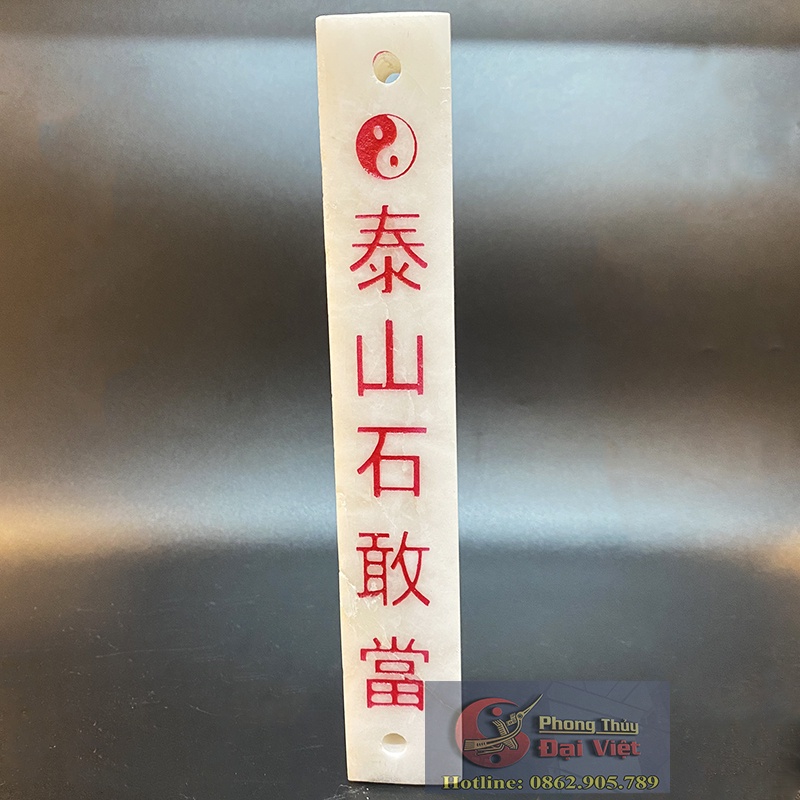 泰山石敢當
Phong Thủy
Đại Việt
Hotline: 0862.905.789